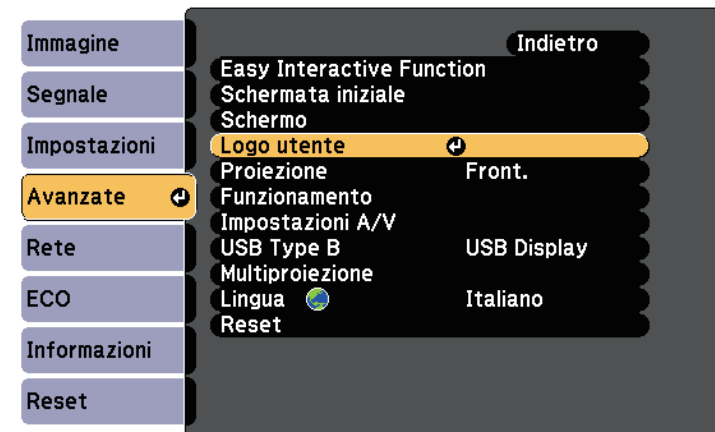 Immagine
Segnale
Impostazioni
Avanzate
Rete
ECO
Informazioni
Reset
Indietro
Easy Interactive Function
Schermata iniziale
Schermo
Logo utente
Proiezione Front.
Funzionamento
Impostazioni A/V
USB Type B USB Display
Multiproiezione
Lingua Italiano
Reset